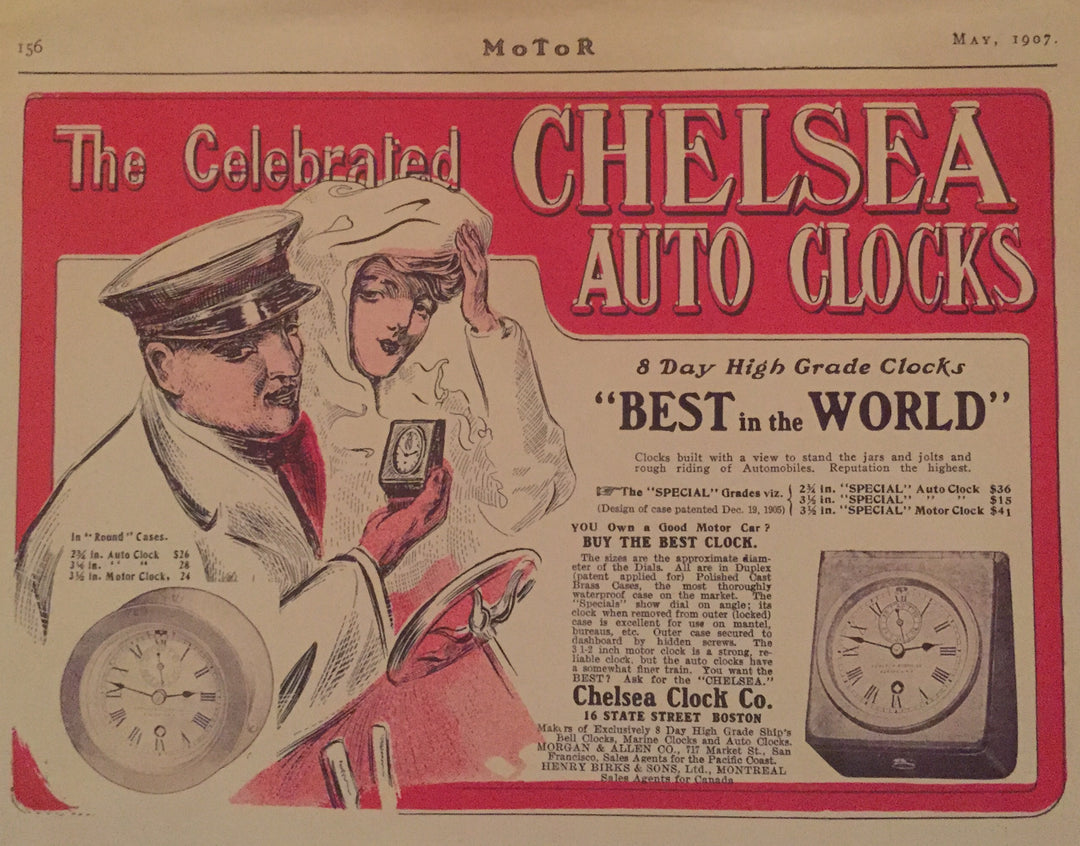 156
MoToR
May, 1907.
The Celebrated
CHELSEA
AUTO CLOCKS
8 Day High Grade Clocks
"BEST in the WORLD"
Clocks built with a view to stand the jars and jolts and
rough riding of Automobiles. Reputation the highest.
The "SPECIAL" Grades viz.
(Design of case patented Dec. 19, 1905)
2¾ in. "SPECIAL" Auto Clock $36
3½ in. "SPECIAL" " " $15
3½ in. "SPECIAL" Motor Clock $41
YOU Own a Good Motor Car?
BUY THE BEST CLOCK.
The sizes are the approximate diam-
eter of the Dials. All are in Duplex
(patent applied for) Polished Cast
Brass Cases, the most thoroughly
waterproof case on the market. The
"Specials" show dial on angle; its
clock when removed from outer (locked)
case is excellent for use on mantel,
bureaus, etc. Outer case secured to
dashboard by hidden screws. The
3 1-2 inch motor clock is a strong, re-
liable clock, but the auto clocks have
a somewhat finer train. You want the
BEST? Ask for the "CHELSEA."
Chelsea Clock Co.
16 STATE STREET BOSTON
Makers of Exclusively 8 Day High Grade Ship's
Bell Clocks, Marine Clocks and Auto Clocks.
MORGAN & ALLEN CO., 717 Market St., San
Francisco, Sales Agents for the Pacific Coast.
HENRY BIRKS & SONS, Ltd., MONTREAL
Sales Agents for Canada
In "Round" Cases.
2¾ in. Auto Clock $26
in. " " 28
3½ in. Motor Clock, 24